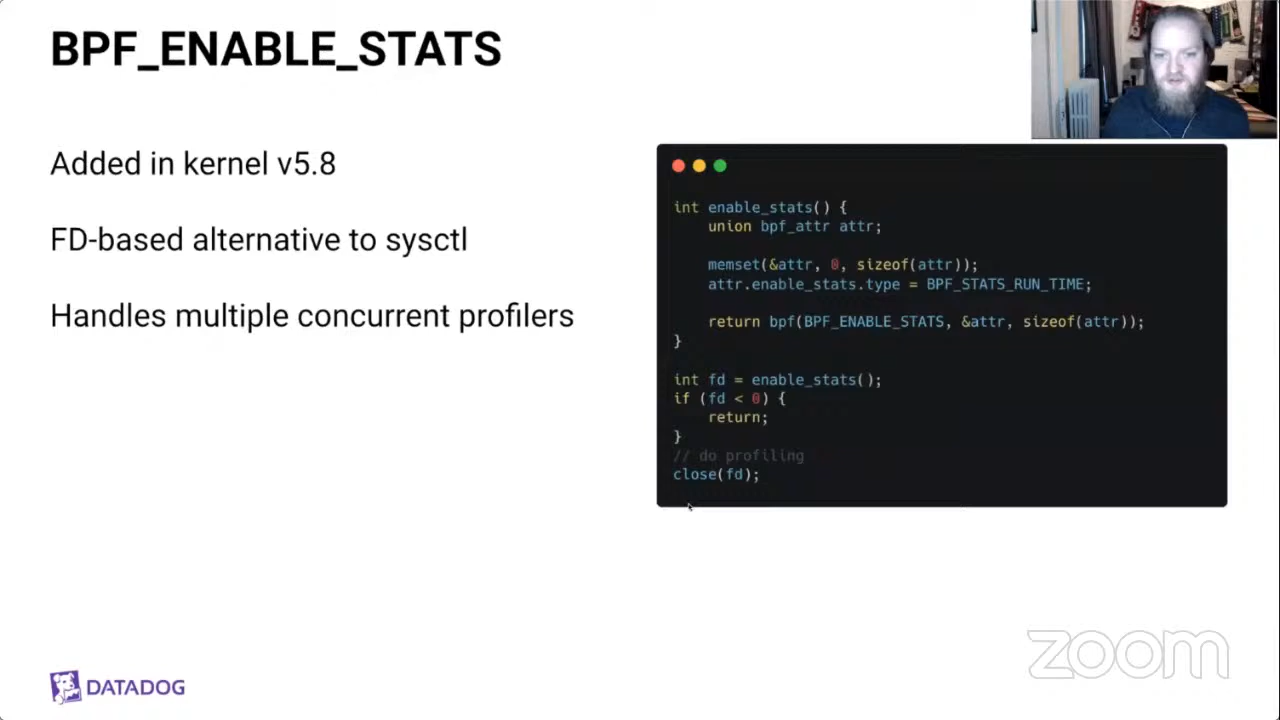 BPF_ENABLE_STATS
Added in kernel v5.8
FD-based alternative to sysctl
Handles multiple concurrent profilers
int enable_stats() {
    union bpf_attr attr;

    memset(&attr, 0, sizeof(attr));
    attr.enable_stats.type = BPF_STATS_RUN_TIME;

    return bpf(BPF_ENABLE_STATS, &attr, sizeof(attr));
}

int fd = enable_stats();
if (fd < 0) {
    return;
}
// do profiling
close(fd);
DATADOG
zoom